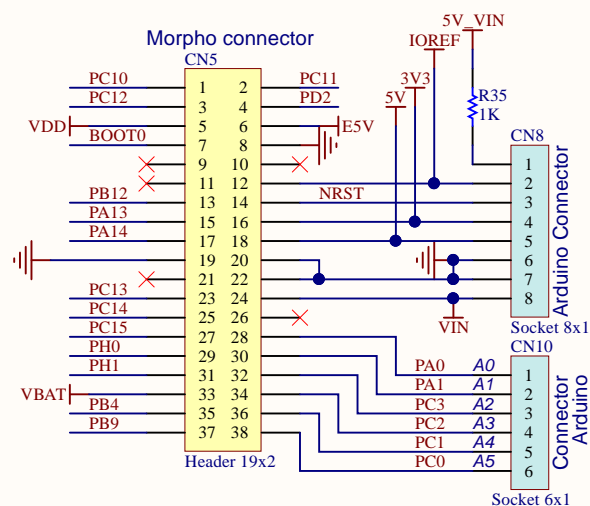 5V_VIN
Morpho connector
IOREF
CN5
PC10 1 2 PC11
3V3
R35
PC12 3 4 PD2
5V
1K
VDD 5 6 E5V
CN8
BOOT0 7 8
9 10 1
11 12 2
PB12 13 14 NRST 3
PA13 15 16 4
PA14 17 18 5
19 20 6
21 22 7
PC13 23 24 8
PC14 25 26 VIN
Arduino Connector
Socket 8x1
PC15 27 28
CN10
PH0 29 30 PA0 A0 1
PH1 31 32 PA1 A1 2
VBAT 33 34 PC3 A2 3
PB4 35 36 PC2 A3 4
PB9 37 38 PC1 A4 5
PC0 A5 6
Connector
Arduino
Header 19x2
Socket 6x1